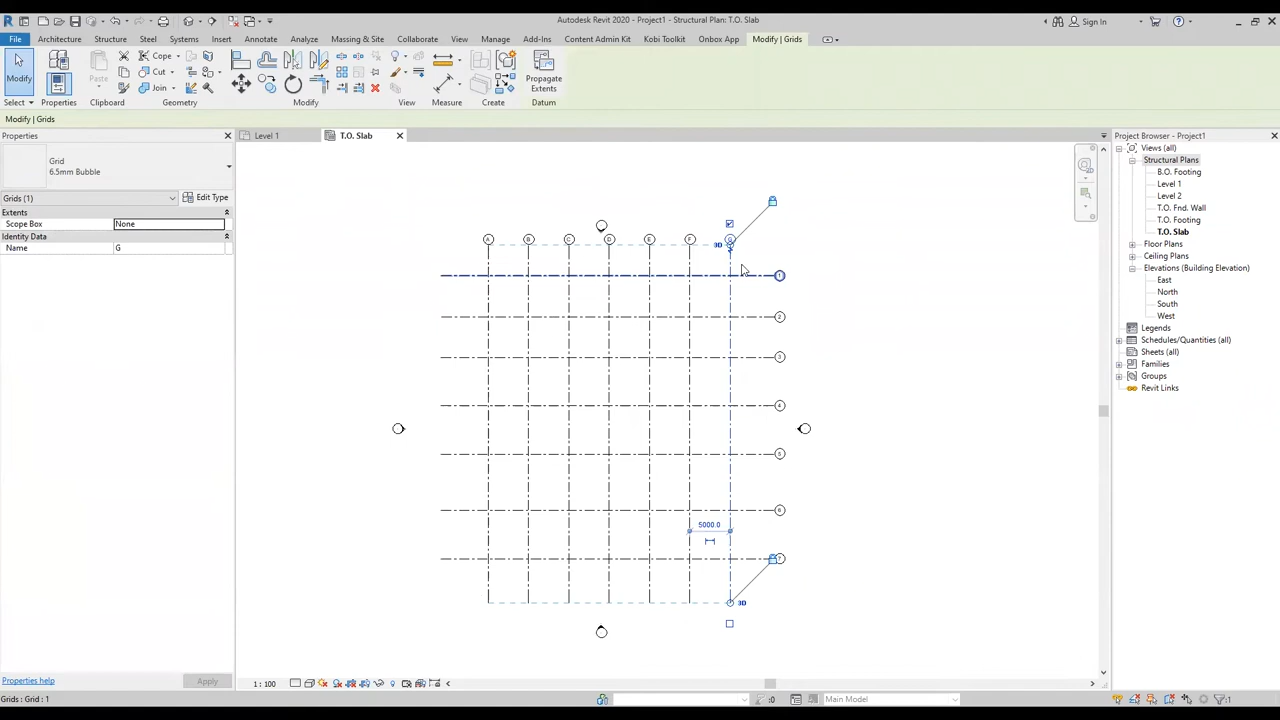 Autodesk Revit 2020 - Project1 - Structural Plan: T.O. Slab
Sign In
File Architecture Structure Steel Systems Insert Annotate Analyze Massing & Site Collaborate View Manage Add-Ins Content Admin Kit Kobi Toolkit Onbox App Modify | Grids
Modify
Paste
Cope
Cut
Join
Propagate
Extents
Select Properties Clipboard Geometry Modify View Measure Create Datum
Modify | Grids
Properties
Level 1
T.O. Slab
Project Browser - Project1
Grid
6.5mm Bubble
Grids (1)
Edit Type
Extents
Scope Box None
Identity Data
Name G
A B C D E F
3D
1
2
3
4
5
6
5000.0
7
3D
2D
Views (all)
Structural Plans
B.O. Footing
Level 1
Level 2
T.O. Fnd. Wall
T.O. Footing
T.O. Slab
Floor Plans
Ceiling Plans
Elevations (Building Elevation)
East
North
South
West
Legends
Schedules/Quantities (all)
Sheets (all)
Families
Groups
Revit Links
Properties help
Apply
1 : 100
Grids : Grid : 1
:0
Main Model
:1